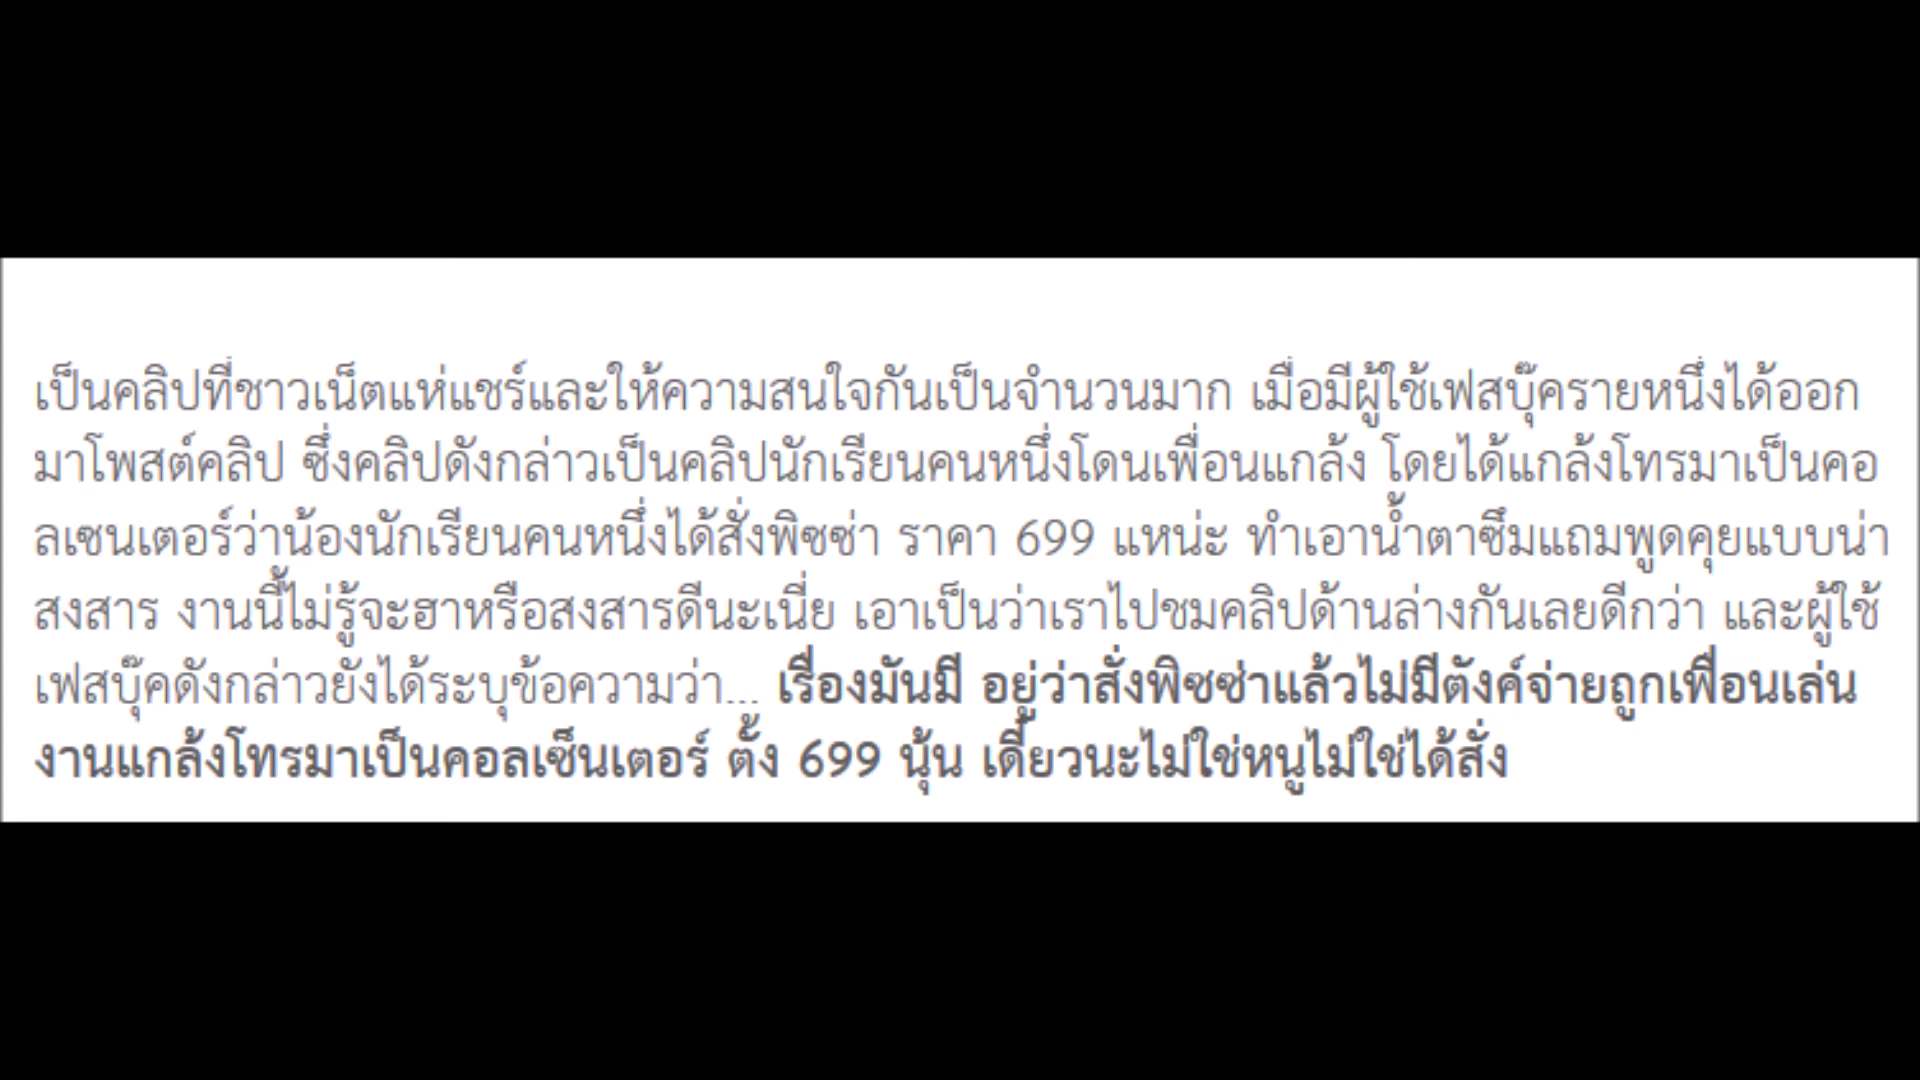 เป็นคลิปที่ชาวเน็ตแห่แชร์และให้ความสนใจกันเป็นจำนวนมาก เมื่อมีผู้ใช้เฟสบุ๊ครายหนึ่งได้ออก
มาโพสต์คลิป ซึ่งคลิปดังกล่าวเป็นคลิปนักเรียนคนหนึ่งโดนเพื่อนแกล้ง โดยได้แกล้งโทรมาเป็นคอ
ลเซนเตอร์ว่าน้องนักเรียนคนหนึ่งได้สั่งพิซซ่า ราคา 699 แหน่ะ ทำเอาน้ำตาซึมแถมพูดคุยแบบน่า
สงสาร งานนี้ไม่รู้จะฮาหรือสงสารดีนะเนี่ย เอาเป็นว่าเราไปชมคลิปด้านล่างกันเลยดีกว่า และผู้ใช้
เฟสบุ๊คดังกล่าวยังได้ระบุข้อความว่า... เรื่องมันมี อยู่ว่าสั่งพิซซ่าแล้วไม่มีตังค์จ่ายถูกเพื่อนเล่น
งานแกล้งโทรมาเป็นคอลเซ็นเตอร์ ตั้ง 699 นุ้น เดี๋ยวนะไม่ใช่หนูไม่ใช่ได้สั่ง